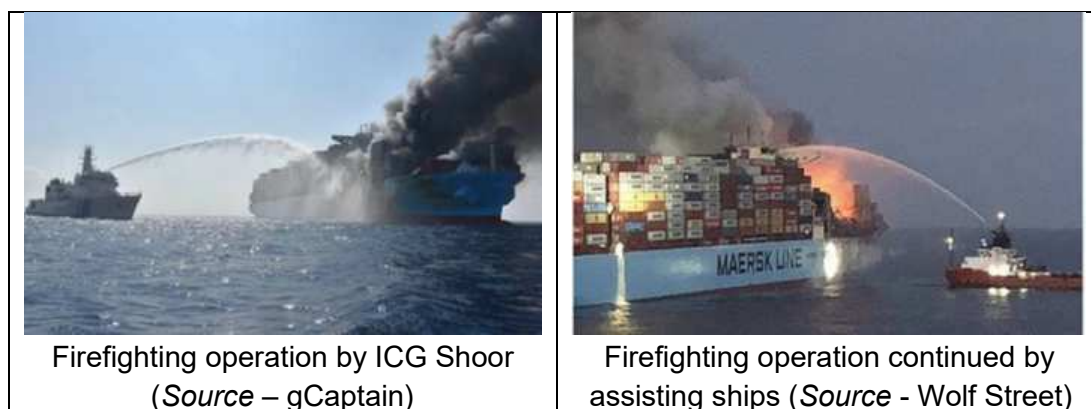 MAERSK LINE
Firefighting operation by ICG Shoor
(Source – gCaptain)
Firefighting operation continued by
assisting ships (Source - Wolf Street)